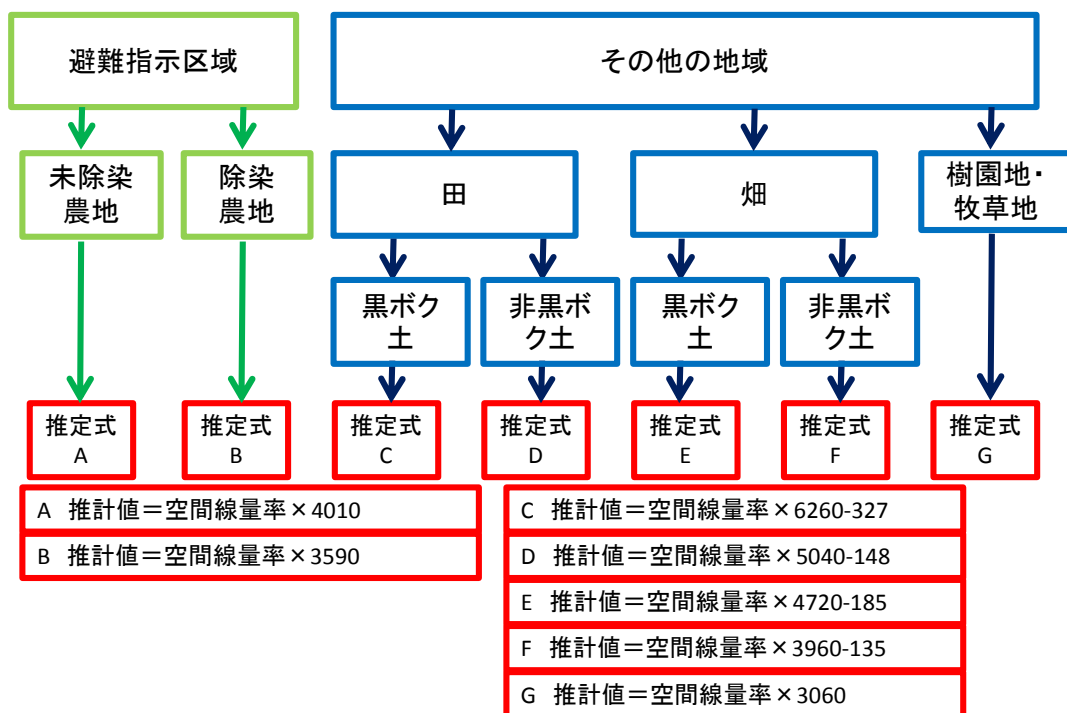 避難指示区域
その他の地域
未除染
農地
除染
農地
田
畑
樹園地・
牧草地
黒ボク
土
非黒ボ
ク土
黒ボク
土
非黒ボ
ク土
推定式
A
推定式
B
推定式
C
推定式
D
推定式
E
推定式
F
推定式
G
A 推計値＝空間線量率×4010
B 推計値＝空間線量率×3590
C 推計値＝空間線量率×6260-327
D 推計値＝空間線量率×5040-148
E 推計値＝空間線量率×4720-185
F 推計値＝空間線量率×3960-135
G 推計値＝空間線量率×3060